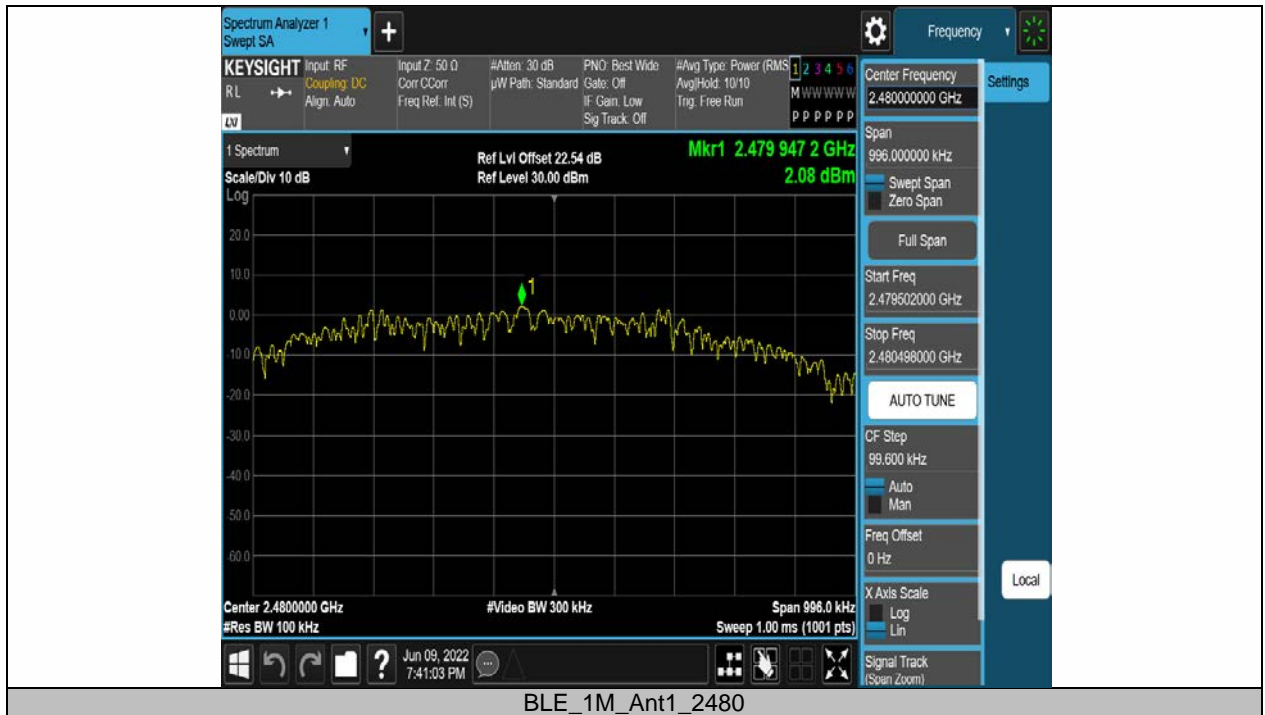 Spectrum Analyzer 1
Swept SA
+
Frequency
KEYSIGHT
RL
LXI
Input: RF
Coupling: DC
Align: Auto
Input Z: 50 Ω
Corr CCorr
Freq Ref: Int (S)
#Atten: 30 dB
µW Path: Standard
PNO: Best Wide
Gate: Off
IF Gain: Low
Sig Track: Off
#Avg Type: Power (RMS
Avg|Hold: 10/10
Trig: Free Run
1 2 3 4 5 6
M W W W W W
P P P P P P
1 Spectrum
Scale/Div 10 dB
Log
Ref Lvl Offset 22.54 dB
Ref Level 30.00 dBm
Mkr1 2.479 947 2 GHz
2.08 dBm
20.0
10.0
0.00
-10.0
-20.0
-30.0
-40.0
-50.0
-60.0
1
Center 2.4800000 GHz
#Res BW 100 kHz
#Video BW 300 kHz
Span 996.0 kHz
Sweep 1.00 ms (1001 pts)
Center Frequency
2.480000000 GHz
Settings
Span
996.000000 kHz
Swept Span
Zero Span
Full Span
Start Freq
2.479502000 GHz
Stop Freq
2.480498000 GHz
AUTO TUNE
CF Step
99.600 kHz
Auto
Man
Freq Offset
0 Hz
X Axis Scale
Log
Lin
Local
Signal Track
(Span Zoom)
?
Jun 09, 2022
7:41:03 PM
BLE_1M_Ant1_2480